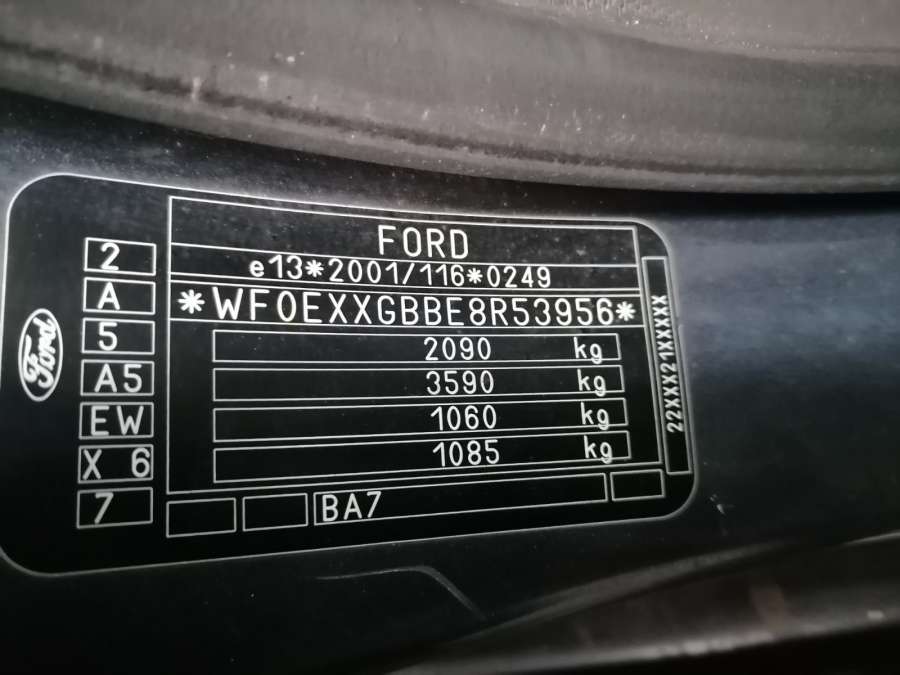 FORD
e13*2001/116*0249
*WF0EXXGBBE8R53956*
2090 kg
3590 kg
1060 kg
1085 kg
BA7
2
A
5
A5
EW
X 6
7
Ford
22XXX21XXXXX